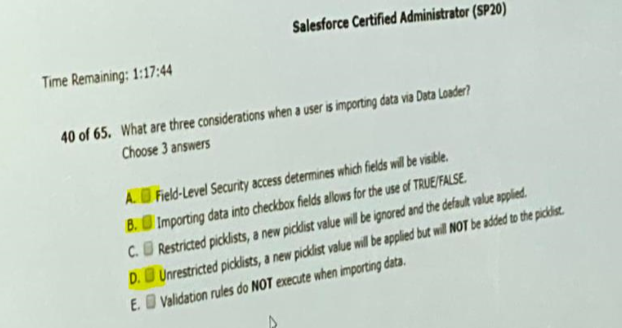 Salesforce Certified Administrator (SP20)
Time Remaining: 1:17:44
40 of 65. What are three considerations when a user is importing data via Data Loader?
Choose 3 answers
A. Field-Level Security access determines which fields will be visible.
B. Importing data into checkbox fields allows for the use of TRUE/FALSE.
C. Restricted picklists, a new picklist value will be ignored and the default value applied.
D. Unrestricted picklists, a new picklist value will be applied but will NOT be added to the picklist.
E. Validation rules do NOT execute when importing data.